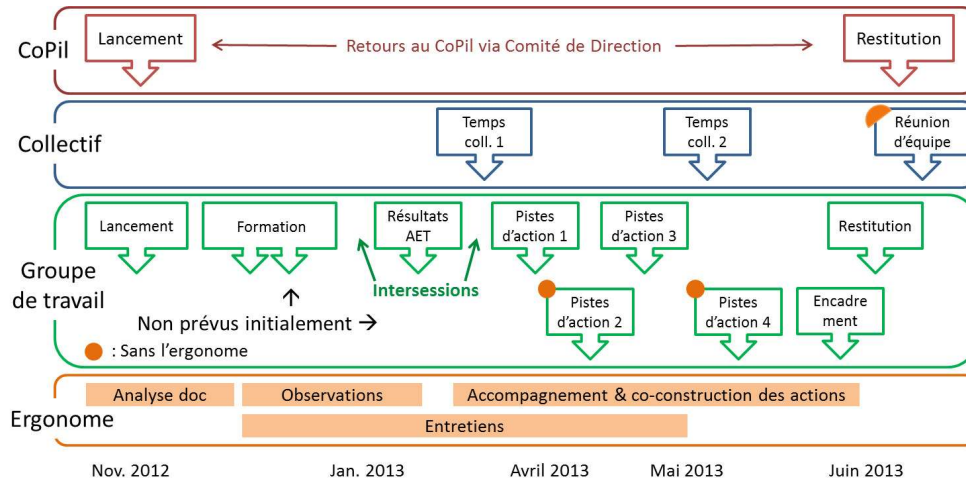 CoPil
Lancement
Retours au CoPil via Comité de Direction
Restitution
Collectif
Temps
coll. 1
Temps
coll. 2
Réunion
d'équipe
Groupe
de travail
Lancement
Formation
Résultats
AET
Pistes
d'action 1
Pistes
d'action 3
Restitution
Intersessions
Pistes
d'action 2
Pistes
d'action 4
Encadre
ment
Non prévus initialement →
: Sans l'ergonome
Ergonome
Analyse doc
Observations
Accompagnement & co-construction des actions
Entretiens
Nov. 2012
Jan. 2013
Avril 2013
Mai 2013
Juin 2013